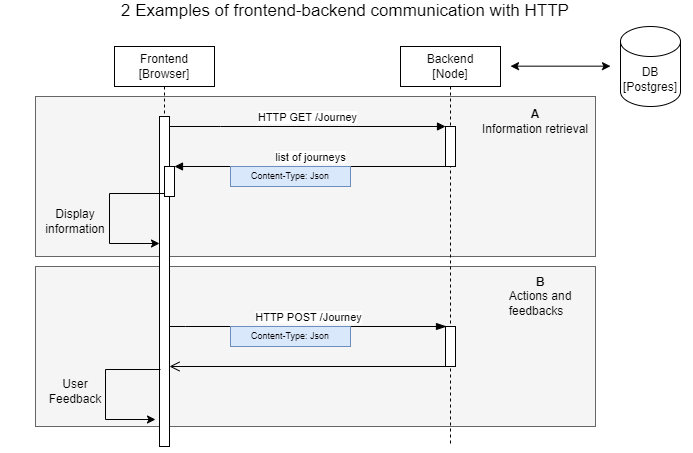 2 Examples of frontend-backend communication with HTTP
Frontend
[Browser]
Backend
[Node]
DB
[Postgres]
A
Information retrieval
HTTP GET /Journey
list of journeys
Content-Type: Json
Display
information
B
Actions and
feedbacks
HTTP POST /Journey
Content-Type: Json
User
Feedback